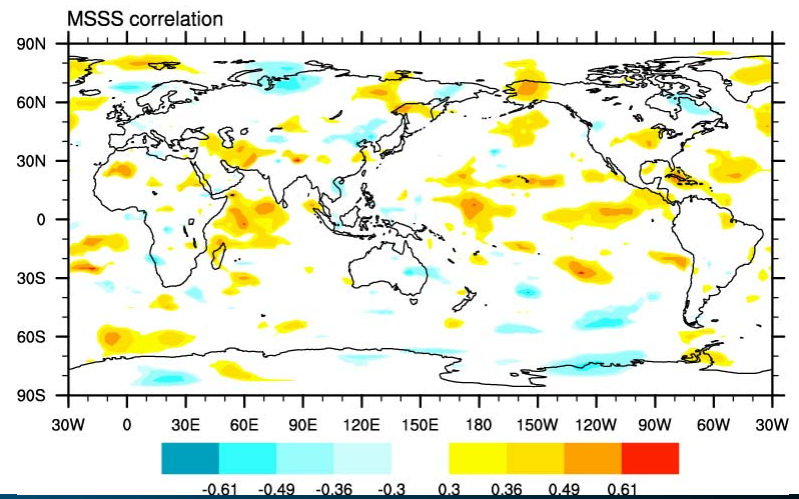 MSSS correlation
90N
60N
30N
0
30S
60S
90S
30W 0 30E 60E 90E 120E 150E 180 150W 120W 90W 60W 30W
-0.61 -0.49 -0.36 -0.3 0.3 0.36 0.49 0.61